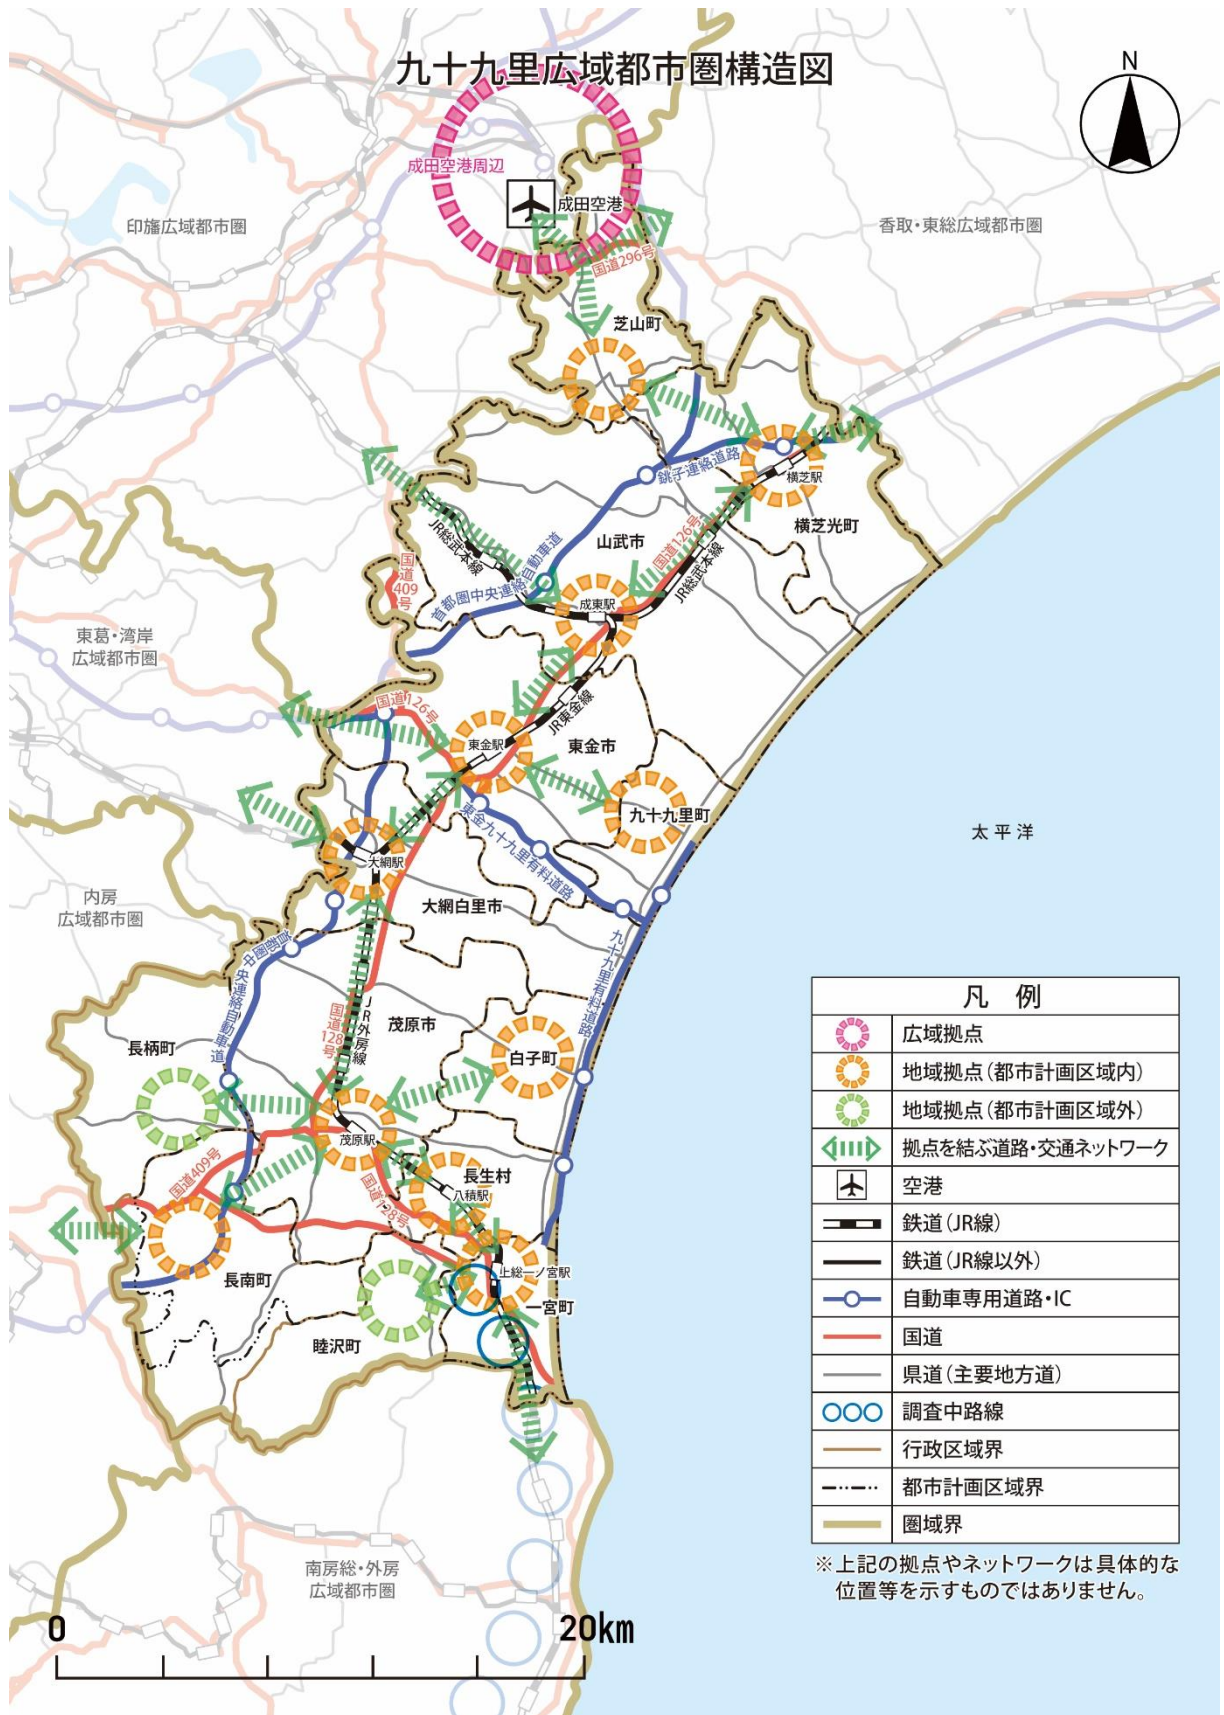 九十九里広域都市圏構造図
N
成田空港周辺
成田空港
印旛広域都市圏
香取・東総広域都市圏
国道296号
芝山町
銚子連絡道路
横芝駅
横芝光町
JR総武本線
首都圏中央連絡自動車道
山武市
国道126号
JR総武本線
国道
409
号
成東駅
東葛・湾岸
広域都市圏
国道126号
JR東金線
東金駅
東金市
九十九里町
東金九十九里有料道路
太平洋
大網駅
大網白里市
内房
広域都市圏
首都圏中
央連絡自動車道
九十九里有料道路
国道
128
号
JR外房線
茂原市
長柄町
白子町
茂原駅
国道409号
国道128号
長生村
八積駅
上総一ノ宮駅
長南町
一宮町
睦沢町
南房総・外房
広域都市圏
凡例
広域拠点
地域拠点(都市計画区域内)
地域拠点(都市計画区域外)
拠点を結ぶ道路・交通ネットワーク
空港
鉄道(JR線)
鉄道(JR線以外)
自動車専用道路・IC
国道
県道(主要地方道)
調査中路線
行政区域界
都市計画区域界
圏域界
※上記の拠点やネットワークは具体的な
位置等を示すものではありません。
0
20km